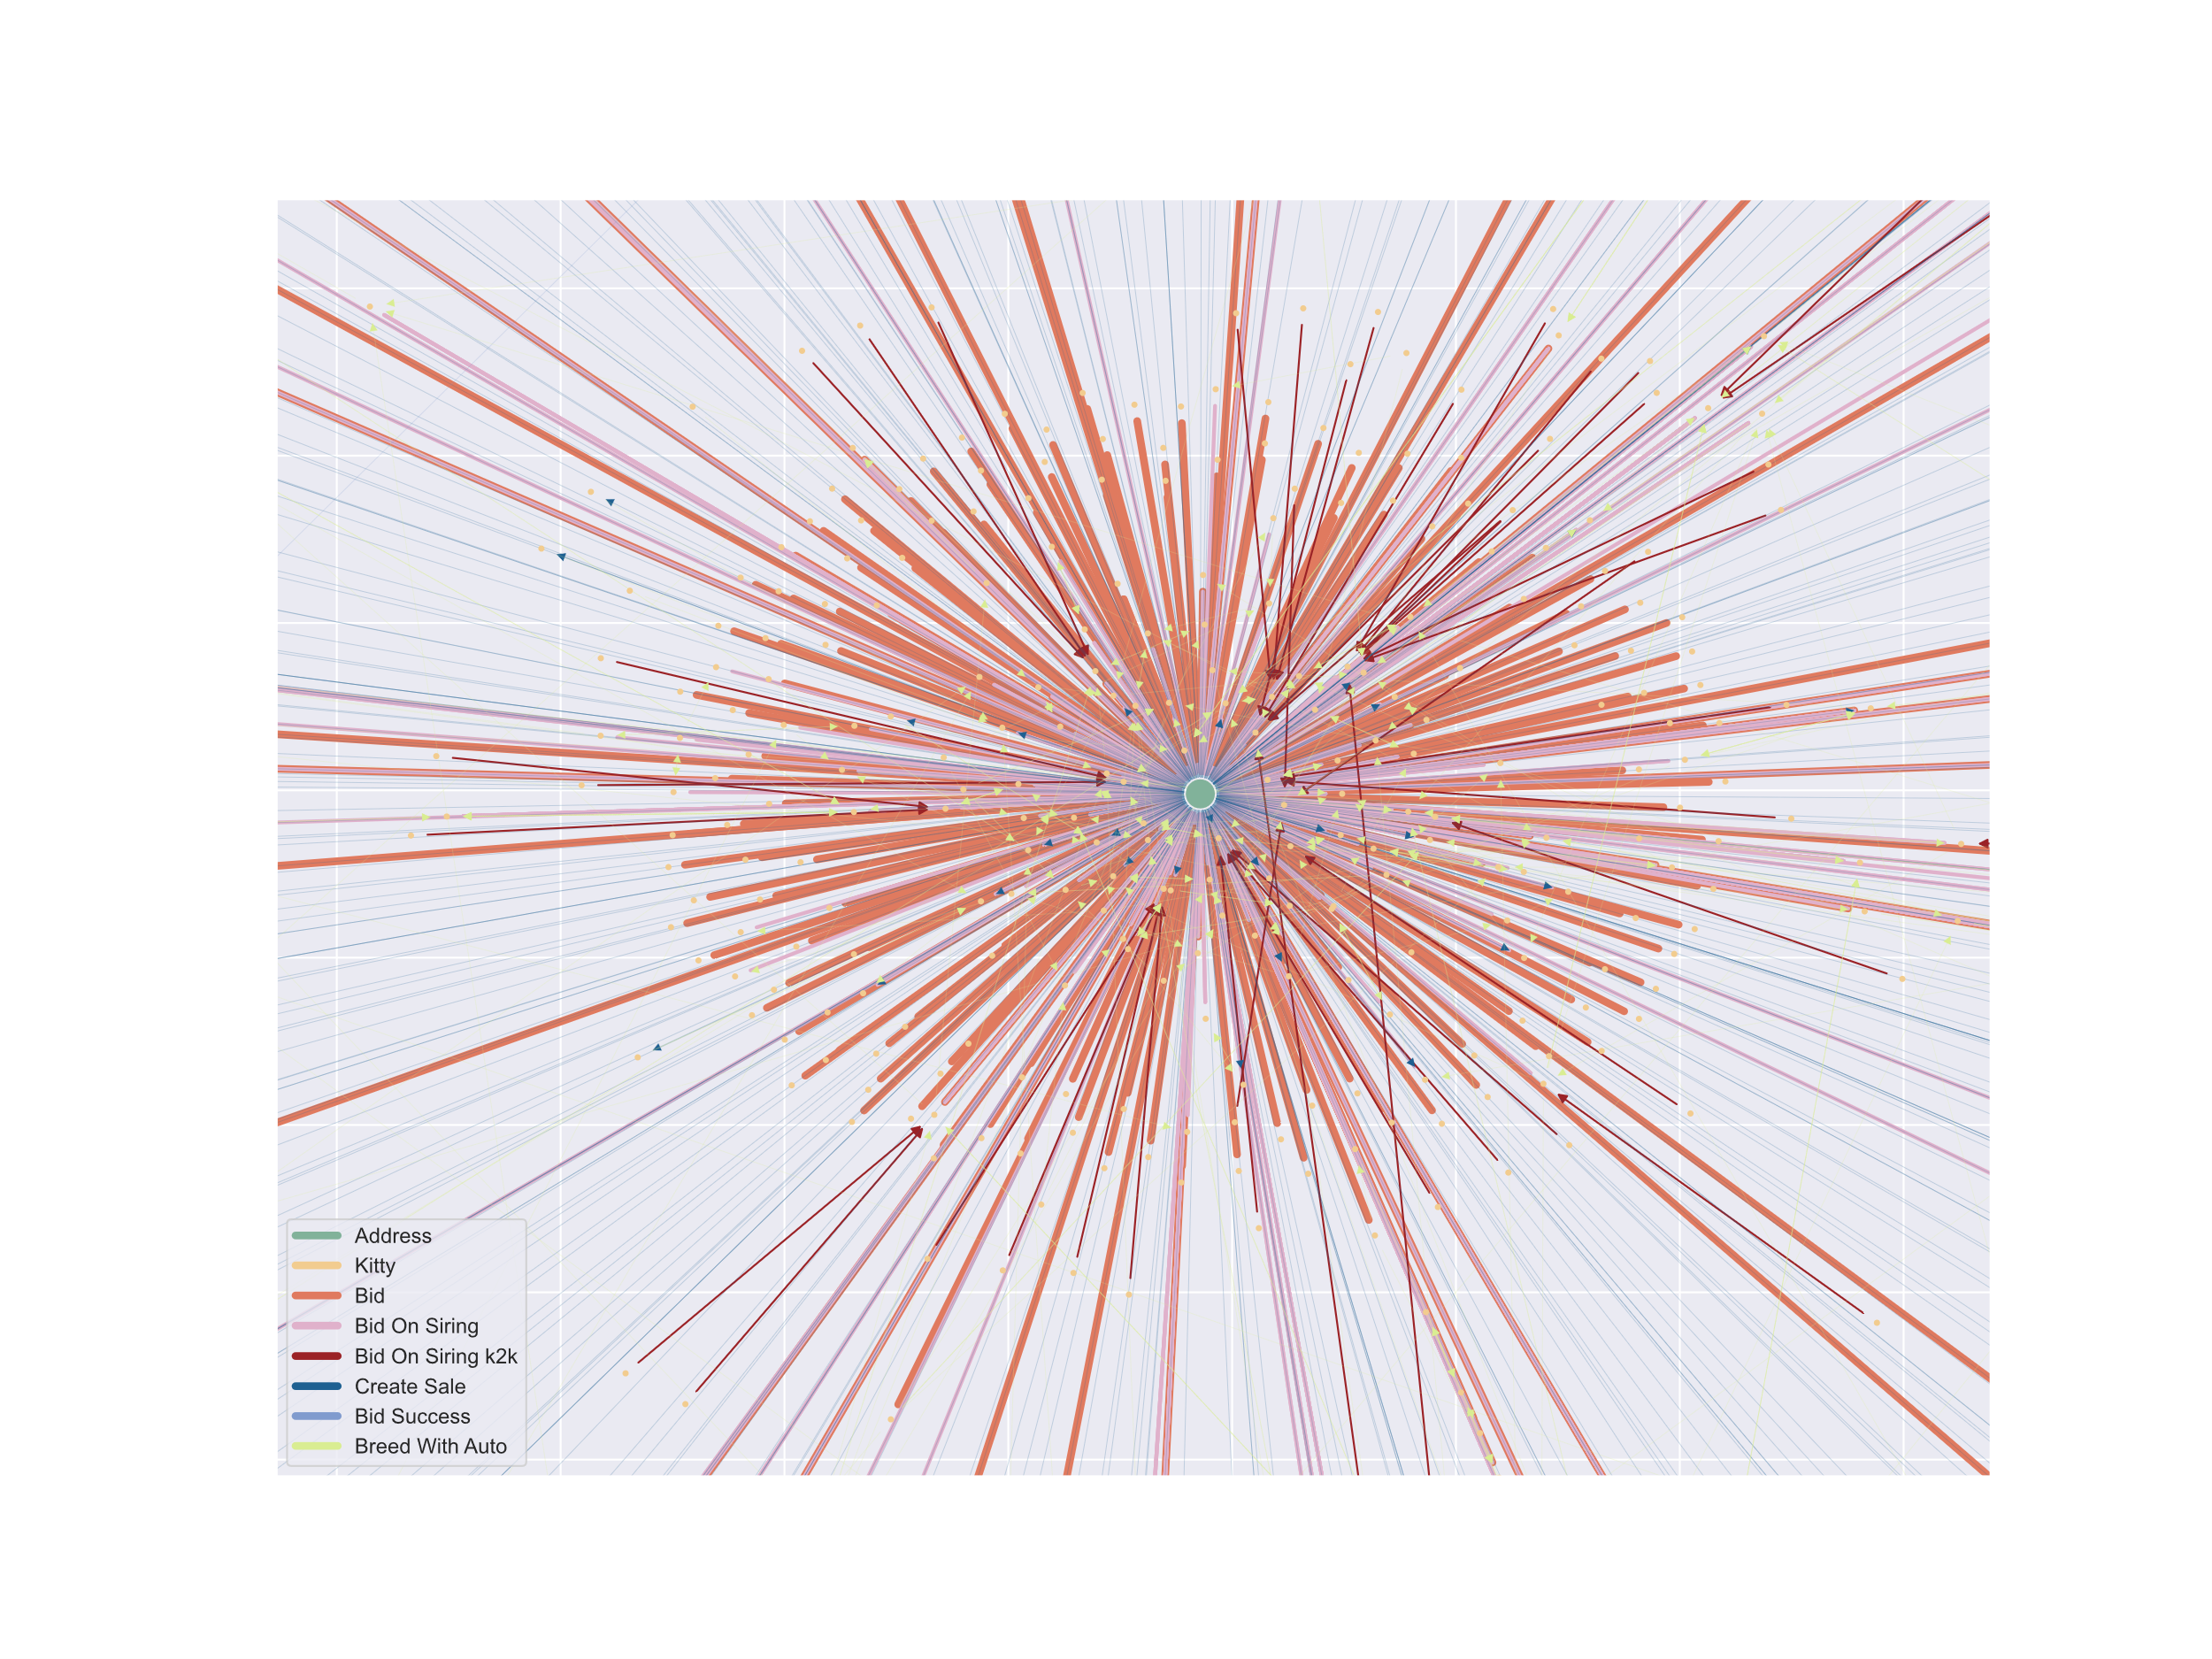 Address
Kitty
Bid
Bid On Siring
Bid On Siring k2k
Create Sale
Bid Success
Breed With Auto